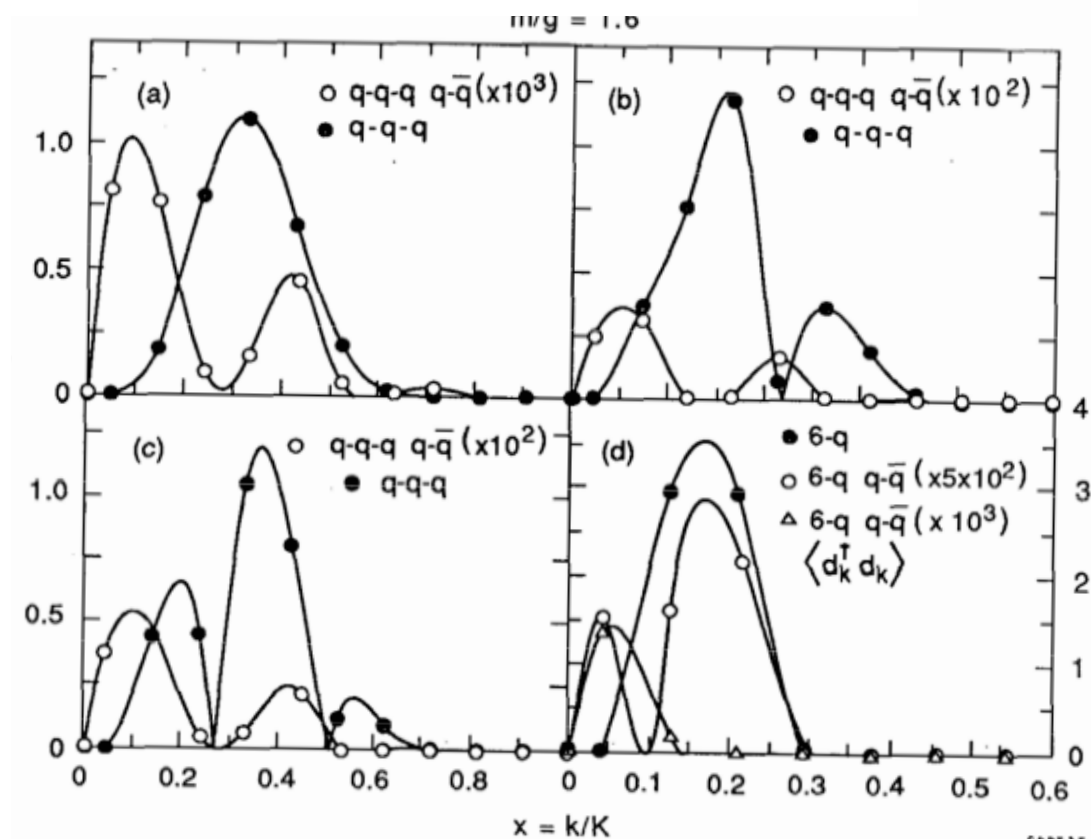 m/g = 1.6
(a)
○ q-q-q q-q̄ (x10³)
● q-q-q
1.0
0.5
0
(b)
○ q-q-q q-q̄ (x 10²)
● q-q-q
4
(c)
○ q-q-q q-q̄ (x10²)
● q-q-q
1.0
0.5
0
(d)
● 6-q
○ 6-q q-q̄ (x5x10²)
△ 6-q q-q̄ (x 10³)
⟨d†k dk⟩
3
2
1
0
0 0.2 0.4 0.6 0.8 0 0.1 0.2 0.3 0.4 0.5 0.6
x = k/K